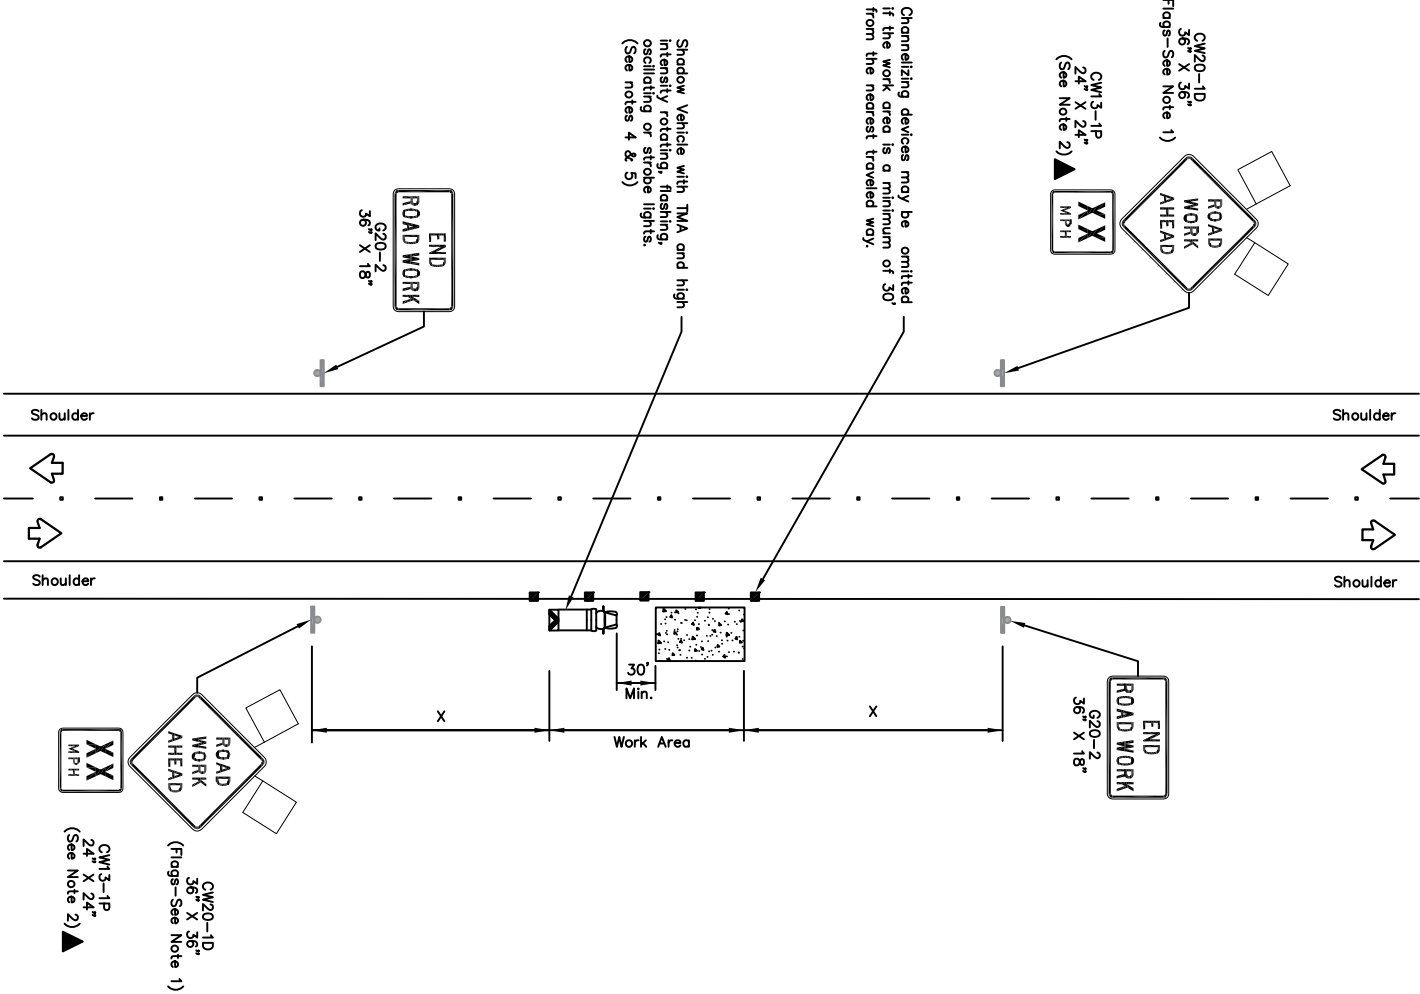 Channelizing devices may be omitted
if the work area is a minimum of 30'
from the nearest traveled way.
Shadow Vehicle with TMA and high
intensity rotating, flashing,
oscillating or strobe lights.
(See notes 4 & 5)
CW20-1D
36" X 36"
Flags-See Note 1)
CW13-1P
24" X 24"
(See Note 2)
ROAD
WORK
AHEAD
XX
MPH
END
ROAD WORK
G20-2
36" X 18"
Shoulder
Shoulder
Shoulder
Shoulder
30'
Min.
X
Work Area
X
END
ROAD WORK
G20-2
36" X 18"
ROAD
WORK
AHEAD
XX
MPH
CW20-1D
36" X 36"
(Flags-See Note 1)
CW13-1P
24" X 24"
(See Note 2)